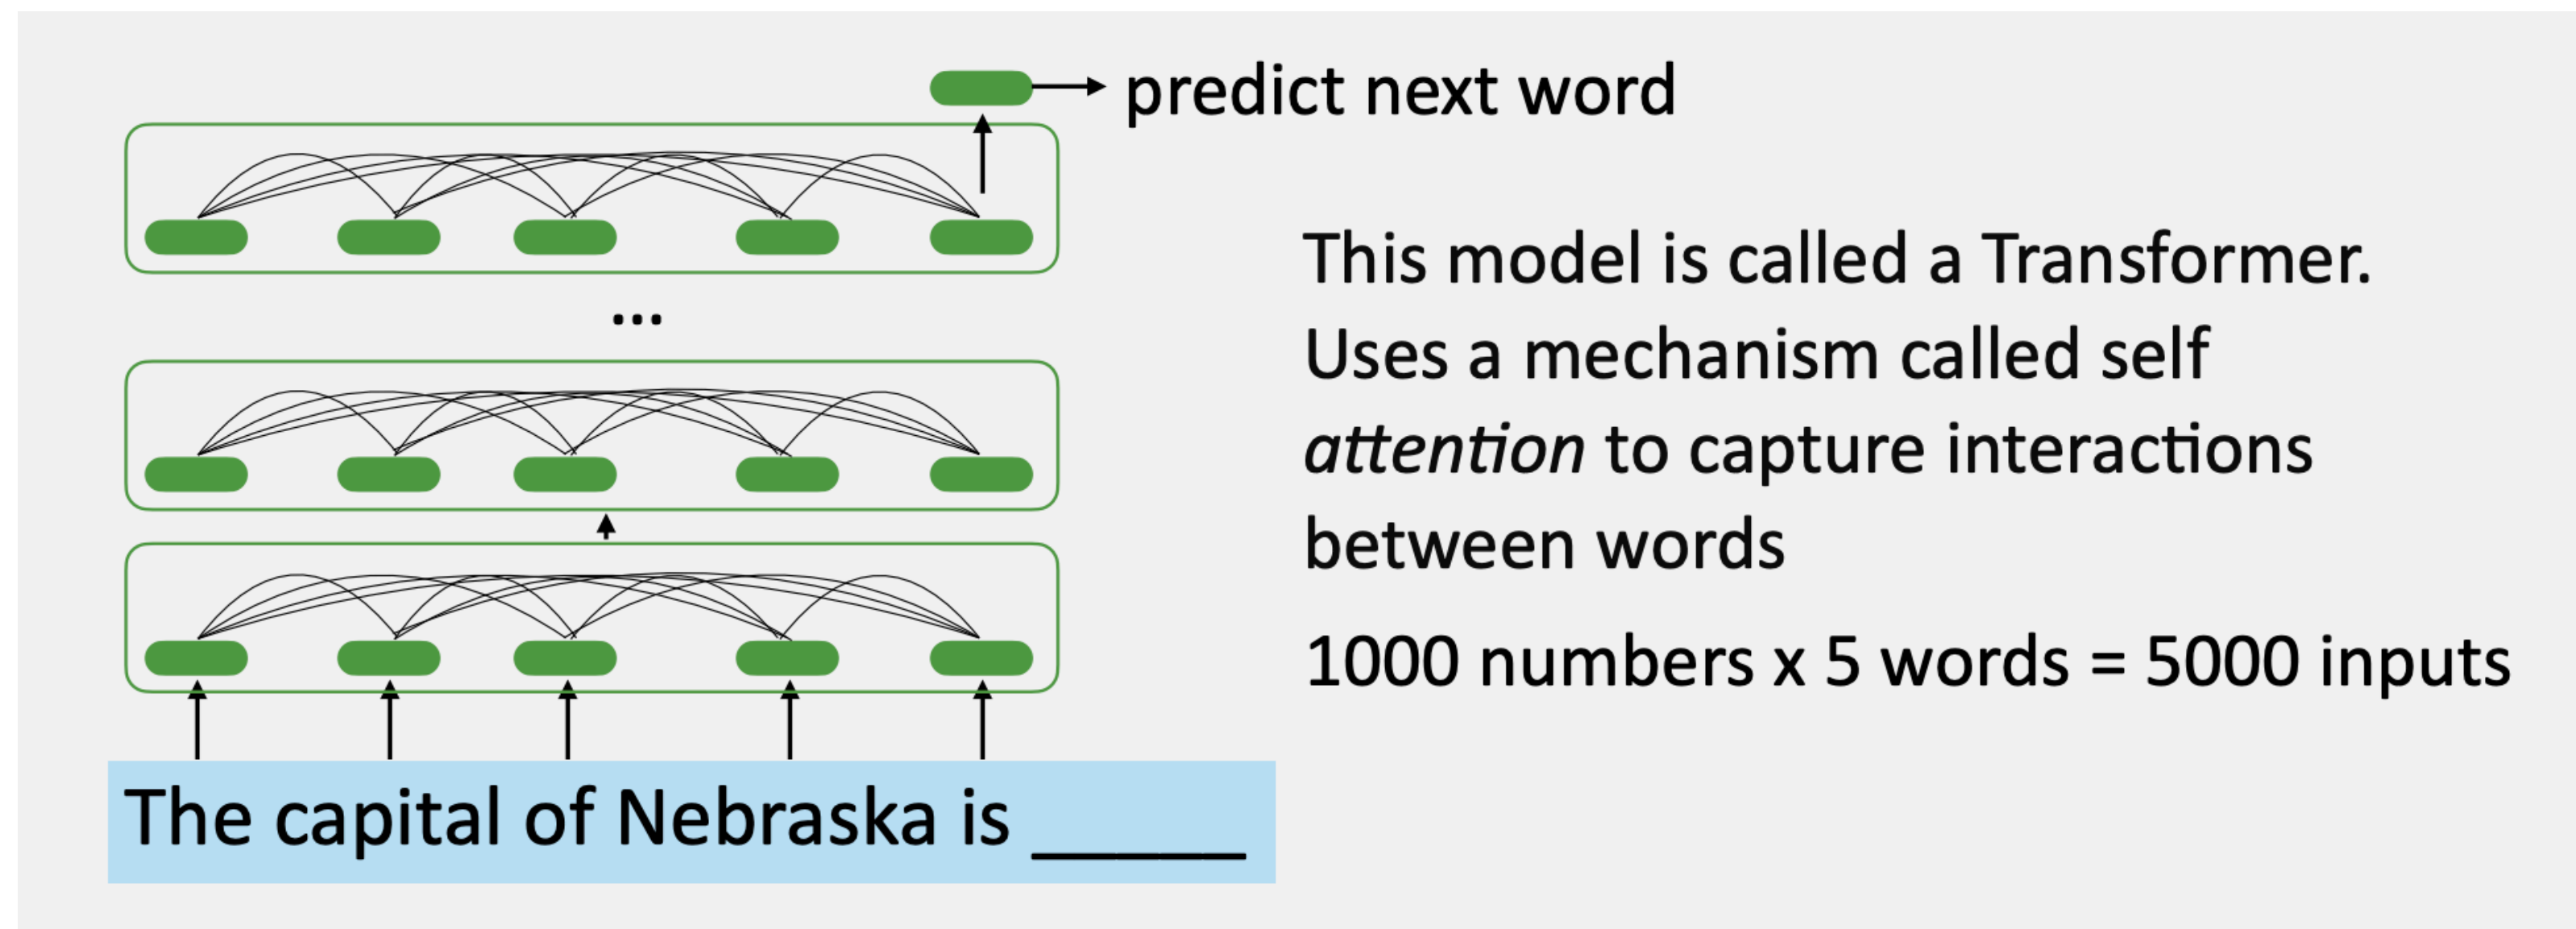 predict next word
This model is called a Transformer.
Uses a mechanism called self
attention to capture interactions
between words
...
1000 numbers x 5 words = 5000 inputs
The capital of Nebraska is _____